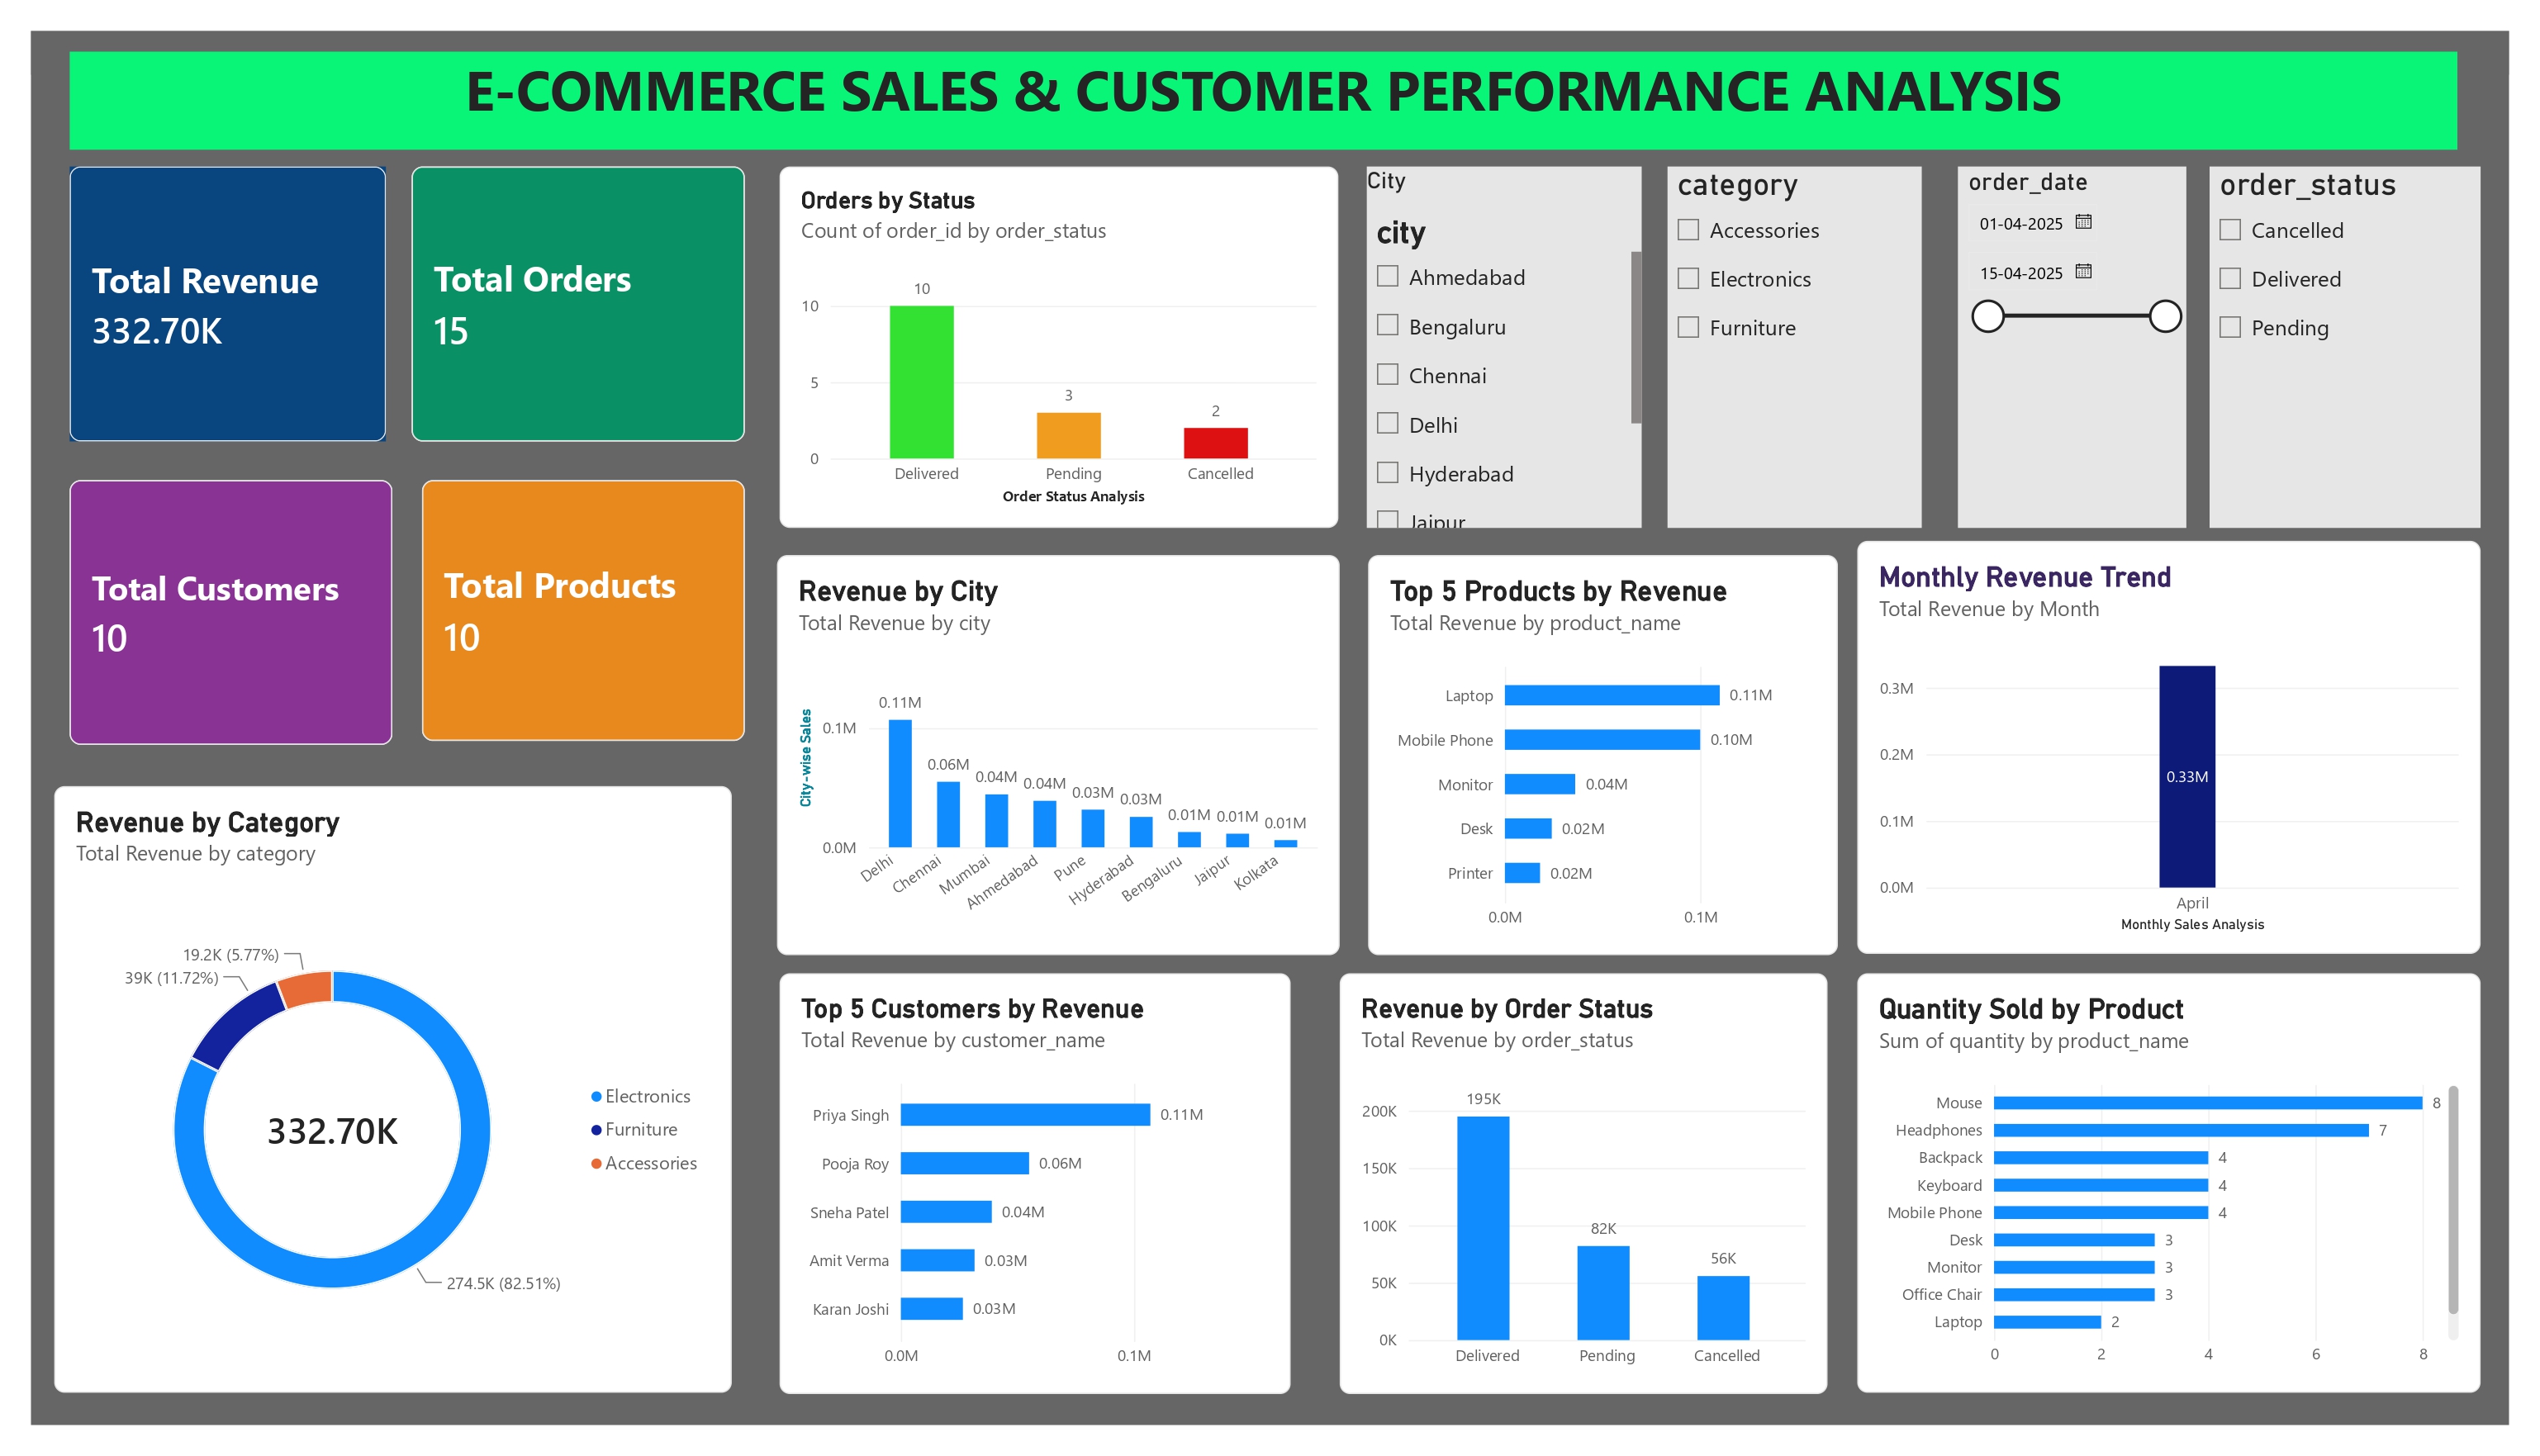 E-COMMERCE SALES & CUSTOMER PERFORMANCE ANALYSIS
Total Revenue
332.70K
Total Orders
15
Total Customers
10
Total Products
10
Orders by Status
Count of order_id by order_status
10
5
0
10
3
2
Delivered
Pending
Cancelled
Order Status Analysis
City
city
Ahmedabad
Bengaluru
Chennai
Delhi
Hyderabad
Jaipur
category
Accessories
Electronics
Furniture
order_date
01-04-2025
15-04-2025
order_status
Cancelled
Delivered
Pending
Revenue by City
Total Revenue by city
City-wise Sales
0.1M
0.0M
0.11M
0.06M
0.04M
0.04M
0.03M
0.03M
0.01M
0.01M
0.01M
Delhi
Chennai
Mumbai
Ahmedabad
Pune
Hyderabad
Bengaluru
Jaipur
Kolkata
Top 5 Products by Revenue
Total Revenue by product_name
Laptop 0.11M
Mobile Phone 0.10M
Monitor 0.04M
Desk 0.02M
Printer 0.02M
0.0M 0.1M
Monthly Revenue Trend
Total Revenue by Month
0.3M
0.2M
0.1M
0.0M
0.33M
April
Monthly Sales Analysis
Revenue by Category
Total Revenue by category
19.2K (5.77%)
39K (11.72%)
332.70K
274.5K (82.51%)
Electronics
Furniture
Accessories
Top 5 Customers by Revenue
Total Revenue by customer_name
Priya Singh 0.11M
Pooja Roy 0.06M
Sneha Patel 0.04M
Amit Verma 0.03M
Karan Joshi 0.03M
0.0M 0.1M
Revenue by Order Status
Total Revenue by order_status
200K
150K
100K
50K
0K
195K
82K
56K
Delivered
Pending
Cancelled
Quantity Sold by Product
Sum of quantity by product_name
Mouse 8
Headphones 7
Backpack 4
Keyboard 4
Mobile Phone 4
Desk 3
Monitor 3
Office Chair 3
Laptop 2
0 2 4 6 8